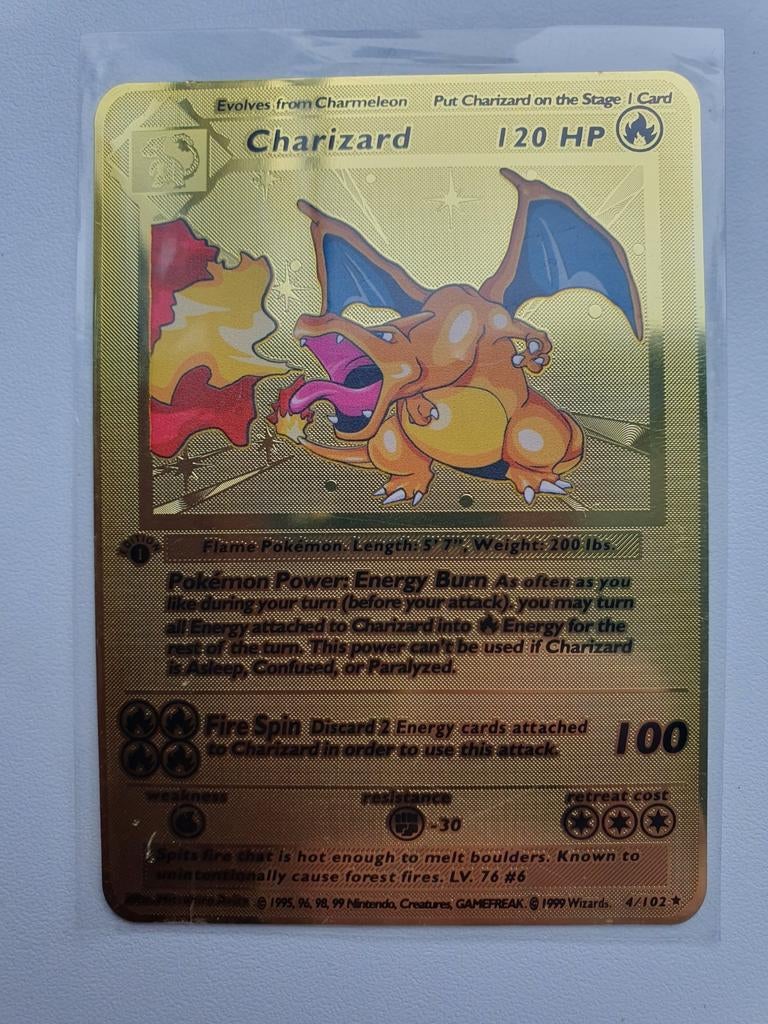 Evolves from Charmeleon Put Charizard on the Stage 1 Card
Charizard 120 HP
EDITION
1
Flame Pokémon. Length: 5' 7", Weight: 200 lbs.
Pokémon Power: Energy Burn As often as you
like during your turn (before your attack), you may turn
all Energy attached to Charizard into Energy for the
rest of the turn. This power can't be used if Charizard
is Asleep, Confused, or Paralyzed.
Fire Spin Discard 2 Energy cards attached
to Charizard in order to use this attack. 100
weakness resistance retreat cost
-30
Spits fire that is hot enough to melt boulders. Known to
unintentionally cause forest fires. LV. 76 #6
© 1995, 96, 98, 99 Nintendo, Creatures, GAMEFREAK. © 1999 Wizards. 4/102 ★